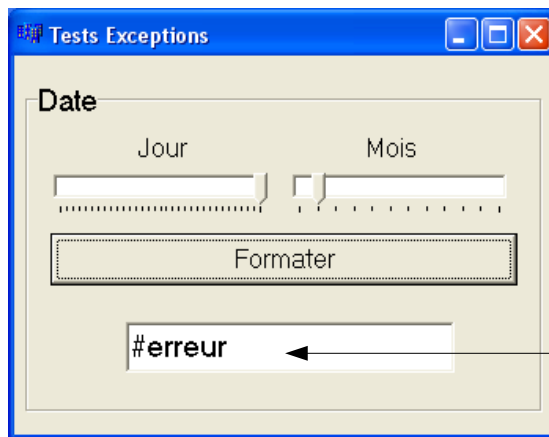 Tests Exceptions
Date
Jour Mois
Formater
#erreur